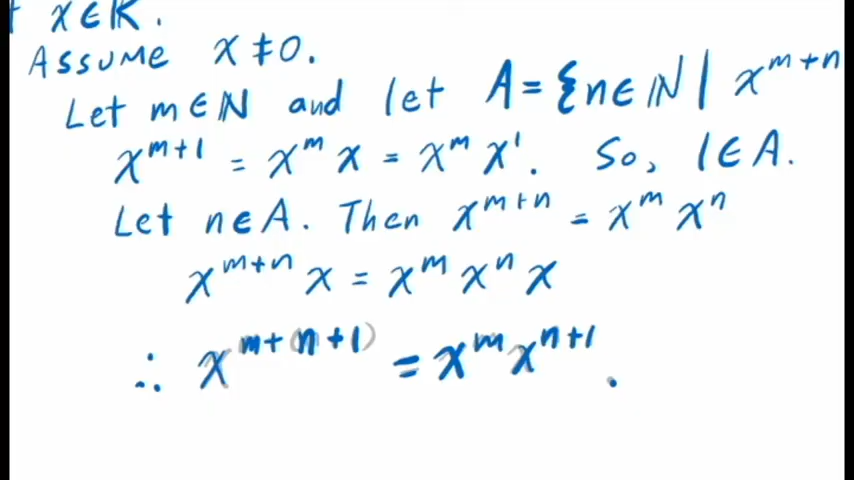 x ∈ R.
Assume x ≠ 0.
Let m ∈ ℕ and let A = {n ∈ ℕ | x^{m+n}
x^{m+1} = x^m x = x^m x^1. So, 1 ∈ A.
Let n ∈ A. Then x^{m+n} = x^m x^n
x^{m+n} x = x^m x^n x
∴ x^{m+(n+1)} = x^m x^{n+1}.